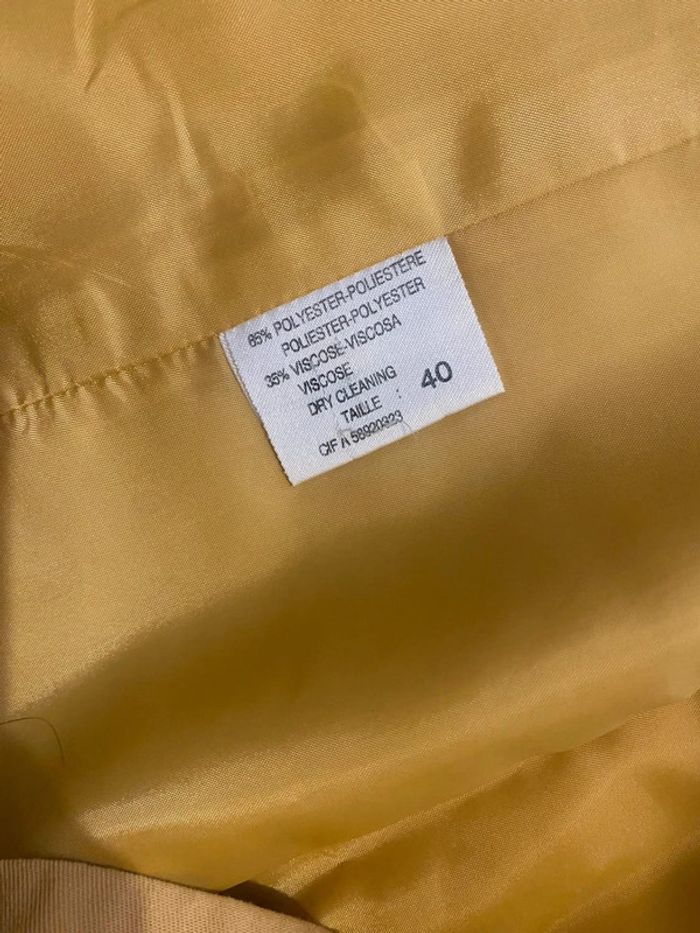 65% POLYESTER-POLIESTERE
POLIESTER-POLYESTER
35% VISCOSE-VISCOSA
VISCOSE
DRY CLEANING
TAILLE : 40
CIF A 58920323